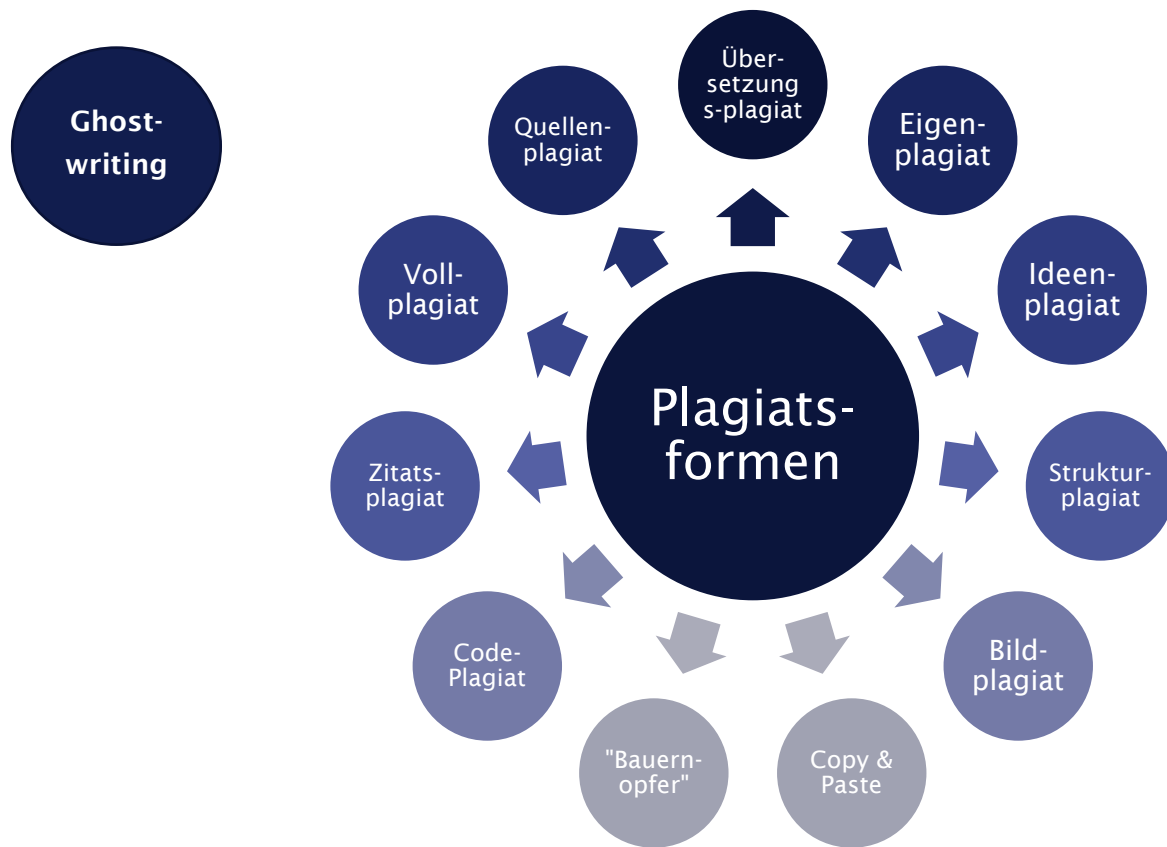 Ghost-
writing
Über-
setzung
s-plagiat
Eigen-
plagiat
Ideen-
plagiat
Struktur-
plagiat
Bild-
plagiat
Copy &
Paste
"Bauern-
opfer"
Code-
Plagiat
Zitats-
plagiat
Voll-
plagiat
Quellen-
plagiat
Plagiats-
formen